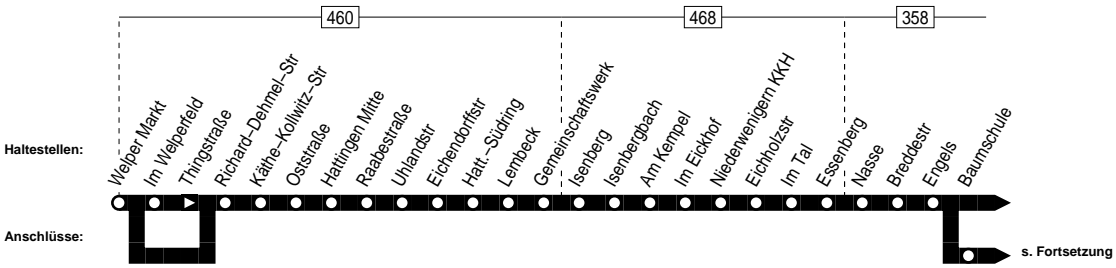 460 468 358
Haltestellen:
Welper Markt
Im Welperfeld
Thingstraße
Richard−Dehmel−Str
Käthe−Kollwitz−Str
Oststraße
Hattingen Mitte
Raabestraße
Uhlandstr
Eichendorffstr
Hatt.−Südring
Lembeck
Gemeinschaftswerk
Isenberg
Isenbergbach
Am Kempel
Im Eickhof
Niederwenigern KKH
Eichholzstr
Im Tal
Essenberg
Nasse
Breddestr
Engels
Baumschule
Anschlüsse:
s. Fortsetzung